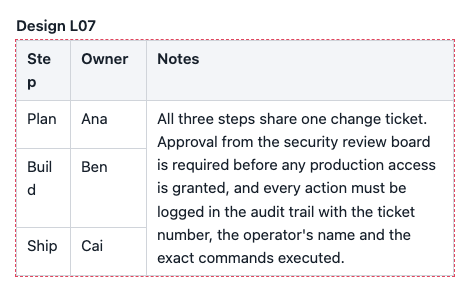 Design L07
Ste
p
Owner
Notes
Plan
Ana
All three steps share one change ticket.
Approval from the security review board
is required before any production access
is granted, and every action must be
logged in the audit trail with the ticket
number, the operator's name and the
exact commands executed.
Buil
d
Ben
Ship
Cai